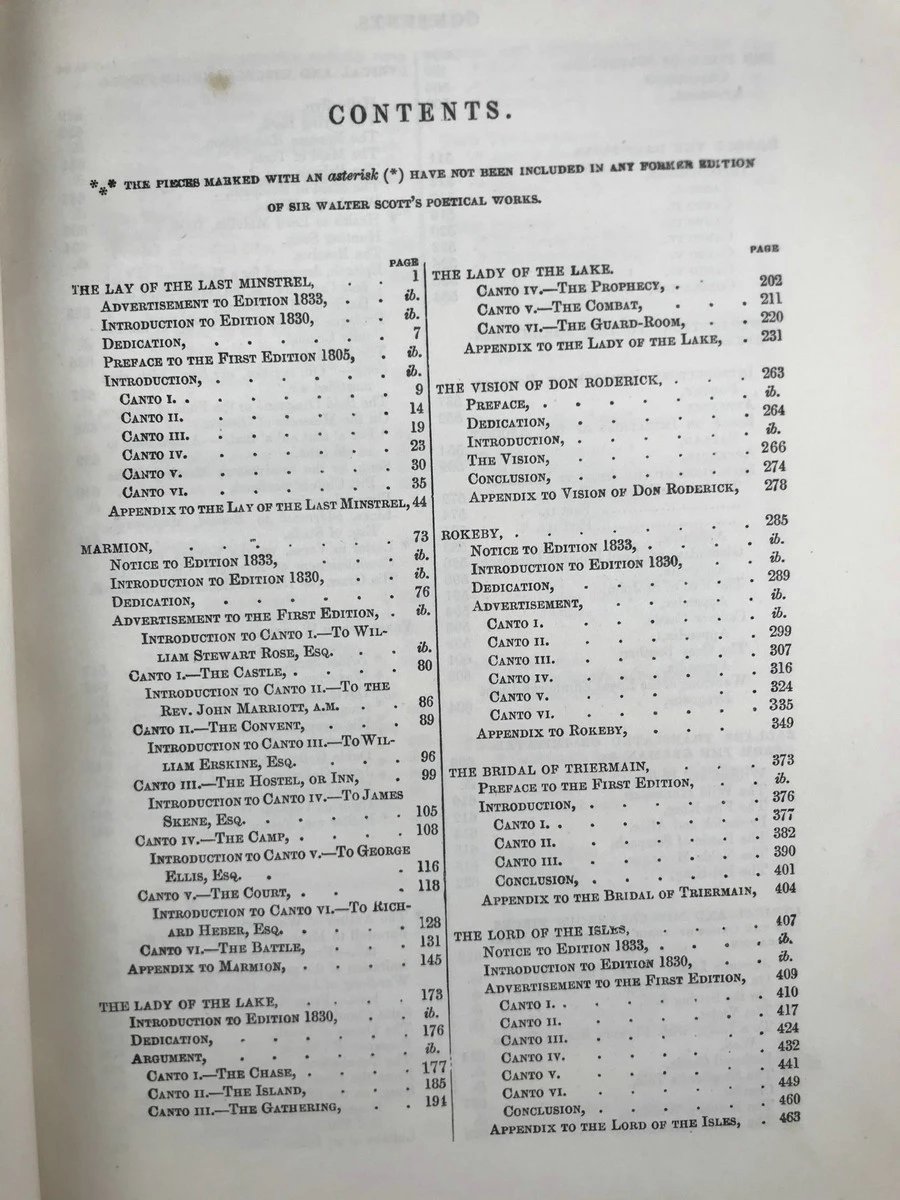 CONTENTS.
*** THE PIECES MARKED WITH AN asterisk (*) HAVE NOT BEEN INCLUDED IN ANY FORMER EDITION
OF SIR WALTER SCOTT'S POETICAL WORKS.
PAGE
THE LAY OF THE LAST MINSTREL, . . 1
ADVERTISEMENT TO EDITION 1833, . . ib.
INTRODUCTION TO EDITION 1830, . . ib.
DEDICATION, . . . . . . 7
PREFACE TO THE FIRST EDITION 1805, . ib.
INTRODUCTION, . . . . . . ib.
CANTO I. . . . . . . 9
CANTO II. . . . . . . 14
CANTO III. . . . . . . 19
CANTO IV. . . . . . . 23
CANTO V. . . . . . . 30
CANTO VI. . . . . . . 35
APPENDIX TO THE LAY OF THE LAST MINSTREL, 44
MARMION, . . . . . . 73
NOTICE TO EDITION 1833, . . . . ib.
INTRODUCTION TO EDITION 1830, . . . ib.
DEDICATION, . . . . . . 76
ADVERTISEMENT TO THE FIRST EDITION, . ib.
INTRODUCTION TO CANTO I.—TO WIL-
LIAM STEWART ROSE, ESQ. . . ib.
CANTO I.—THE CASTLE, . . . . 80
INTRODUCTION TO CANTO II.—TO THE
REV. JOHN MARRIOTT, A.M. . . 86
CANTO II.—THE CONVENT, . . . 89
INTRODUCTION TO CANTO III.—TO WIL-
LIAM ERSKINE, ESQ. . . . 96
CANTO III.—THE HOSTEL, OR INN, . 99
INTRODUCTION TO CANTO IV.—TO JAMES
SKENE, ESQ. . . . . . 105
CANTO IV.—THE CAMP, . . . . 108
INTRODUCTION TO CANTO V.—TO GEORGE
ELLIS, ESQ. . . 116
CANTO V.—THE COURT, . . . 118
INTRODUCTION TO CANTO VI.—TO RICH-
ARD HEBER, ESQ. . . . . 128
CANTO VI.—THE BATTLE, . . . 131
APPENDIX TO MARMION, . . . . 145
THE LADY OF THE LAKE, . . . . 173
INTRODUCTION TO EDITION 1830, . . ib.
DEDICATION, . . . . . . 176
ARGUMENT, . . . . . . ib.
CANTO I.—THE CHASE, . . . . 177
CANTO II.—THE ISLAND, . . . 185
CANTO III.—THE GATHERING, . . 194
PAGE
THE LADY OF THE LAKE.
CANTO IV.—THE PROPHECY, . . 202
CANTO V.—THE COMBAT, . . . 211
CANTO VI.—THE GUARD-ROOM, . . 220
APPENDIX TO THE LADY OF THE LAKE, . 231
THE VISION OF DON RODERICK, . . . 263
PREFACE, . . . . . . ib.
DEDICATION, . . . . . . 264
INTRODUCTION, . . . . . . ib.
THE VISION, . . . . . . 266
CONCLUSION, . . . . . . 274
APPENDIX TO VISION OF DON RODERICK, 278
ROKEBY, . . . . . . . 285
NOTICE TO EDITION 1833, . . . . ib.
INTRODUCTION TO EDITION 1830, . . ib.
DEDICATION, . . . . . . 289
ADVERTISEMENT, . . . . . ib.
CANTO I. . . . . . ib.
CANTO II. . . . . . 299
CANTO III. . . . . . 307
CANTO IV. . . . . . 316
CANTO V. . . . . . 324
CANTO VI. . . . . . 335
APPENDIX TO ROKEBY, . . . 349
THE BRIDAL OF TRIERMAIN, . . . 373
PREFACE TO THE FIRST EDITION, . . ib.
INTRODUCTION, . . . . . . 376
CANTO I. . . . . . . 377
CANTO II. . . . . . 382
CANTO III. . . . . . 390
CONCLUSION, . . . . . . 401
APPENDIX TO THE BRIDAL OF TRIERMAIN, 404
THE LORD OF THE ISLES, . . . . 407
NOTICE TO EDITION 1833, . . . . ib.
INTRODUCTION TO EDITION 1830, . . ib.
ADVERTISEMENT TO THE FIRST EDITION, 409
CANTO I. . . . . . . 410
CANTO II. . . . . . 417
CANTO III. . . . . . 424
CANTO IV. . . . . . 432
CANTO V. . . . . . 441
CANTO VI. . . . . . 449
CONCLUSION, . . . . . . 460
APPENDIX TO THE LORD OF THE ISLES, . 463